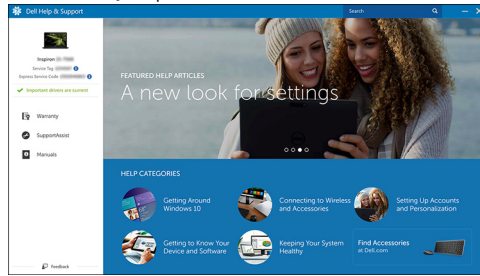 Dell Help & Support
Search
Inspiron
Service Tag
Express Service Code
Important drivers are current
Warranty
SupportAssist
Manuals
Feedback
FEATURED HELP ARTICLES
A new look for settings
HELP CATEGORIES
Getting Around
Windows 10
Connecting to Wireless
and Accessories
Setting Up Accounts
and Personalization
Getting to Know Your
Device and Software
Keeping Your System
Healthy
Find Accessories
at Dell.com